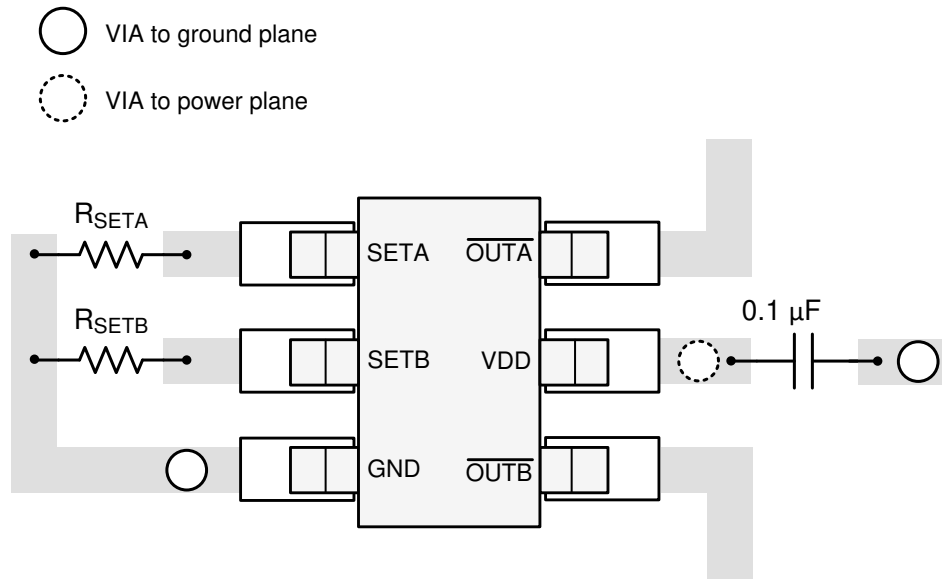 VIA to ground plane
VIA to power plane
RSETA
SETA
OUTA
RSETB
SETB
VDD
0.1 µF
GND
OUTB